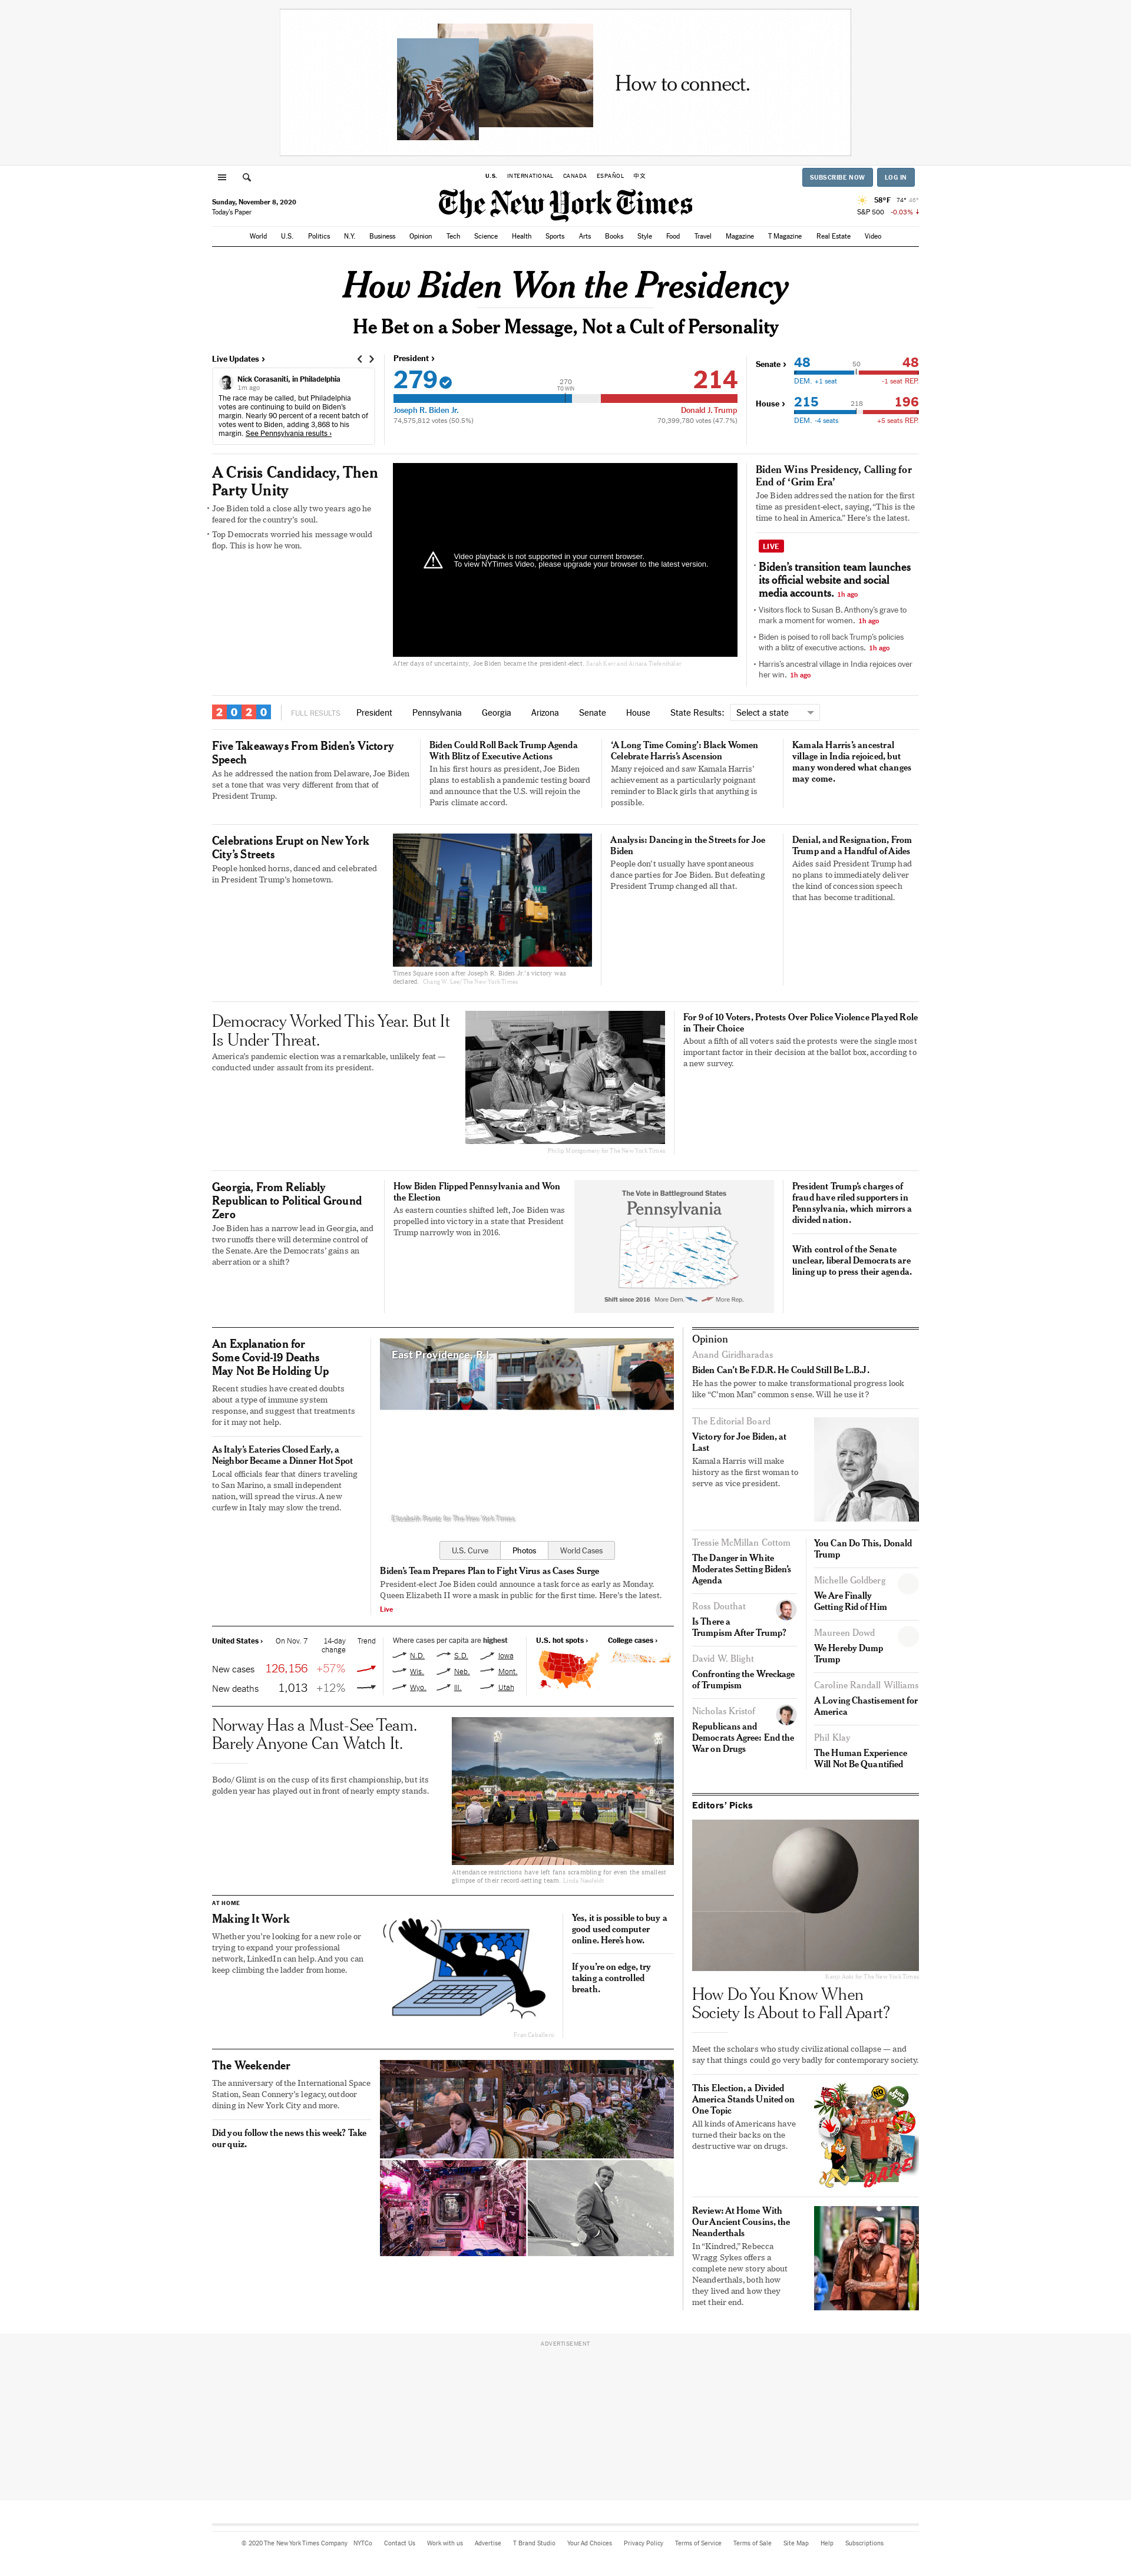 How to connect.
U.S. INTERNATIONAL CANADA ESPAÑOL 中文
SUBSCRIBE NOW LOG IN
Sunday, November 8, 2020
Today's Paper
The New York Times
58°F 74° 48°
S&P 500 -0.03% ↓
World U.S. Politics N.Y. Business Opinion Tech Science Health Sports Arts Books Style Food Travel Magazine T Magazine Real Estate Video
How Biden Won the Presidency
He Bet on a Sober Message, Not a Cult of Personality
Live Updates ›
Nick Corasaniti, in Philadelphia
1m ago
The race may be called, but Philadelphia
votes are continuing to build on Biden's
margin. Nearly 90 percent of a recent batch of
votes went to Biden, adding 3,868 to his
margin. See Pennsylvania results ›
President ›
279 214
270
TO WIN
Joseph R. Biden Jr. Donald J. Trump
74,575,812 votes (50.5%) 70,399,780 votes (47.7%)
Senate › 48 50 48
DEM. +1 seat -1 seat REP.
House › 215 218 196
DEM. -4 seats +5 seats REP.
A Crisis Candidacy, Then
Party Unity
• Joe Biden told a close ally two years ago he
feared for the country's soul.
• Top Democrats worried his message would
flop. This is how he won.
Video playback is not supported in your current browser.
To view NYTimes Video, please upgrade your browser to the latest version.
After days of uncertainty, Joe Biden became the president-elect. Sarah Kerr and Ainara Tiefenthäler
Biden Wins Presidency, Calling for
End of ‘Grim Era’
Joe Biden addressed the nation for the first
time as president-elect, saying, “This is the
time to heal in America.” Here's the latest.
LIVE
• Biden's transition team launches
its official website and social
media accounts. 1h ago
• Visitors flock to Susan B. Anthony's grave to
mark a moment for women. 1h ago
• Biden is poised to roll back Trump's policies
with a blitz of executive actions. 1h ago
• Harris's ancestral village in India rejoices over
her win. 1h ago
2020 FULL RESULTS President Pennsylvania Georgia Arizona Senate House State Results: Select a state
Five Takeaways From Biden's Victory
Speech
As he addressed the nation from Delaware, Joe Biden
set a tone that was very different from that of
President Trump.
Biden Could Roll Back Trump Agenda
With Blitz of Executive Actions
In his first hours as president, Joe Biden
plans to establish a pandemic testing board
and announce that the U.S. will rejoin the
Paris climate accord.
‘A Long Time Coming’: Black Women
Celebrate Harris's Ascension
Many rejoiced and saw Kamala Harris'
achievement as a particularly poignant
reminder to Black girls that anything is
possible.
Kamala Harris's ancestral
village in India rejoiced, but
many wondered what changes
may come.
Celebrations Erupt on New York
City's Streets
People honked horns, danced and celebrated
in President Trump's hometown.
Times Square soon after Joseph R. Biden Jr.'s victory was
declared. Chang W. Lee/The New York Times
Analysis: Dancing in the Streets for Joe
Biden
People don't usually have spontaneous
dance parties for Joe Biden. But defeating
President Trump changed all that.
Denial, and Resignation, From
Trump and a Handful of Aides
Aides said President Trump had
no plans to immediately deliver
the kind of concession speech
that has become traditional.
Democracy Worked This Year. But It
Is Under Threat.
America's pandemic election was a remarkable, unlikely feat —
conducted under assault from its president.
Philip Montgomery for The New York Times
For 9 of 10 Voters, Protests Over Police Violence Played Role
in Their Choice
About a fifth of all voters said the protests were the single most
important factor in their decision at the ballot box, according to
a new survey.
Georgia, From Reliably
Republican to Political Ground
Zero
Joe Biden has a narrow lead in Georgia, and
two runoffs there will determine control of
the Senate. Are the Democrats' gains an
aberration or a shift?
How Biden Flipped Pennsylvania and Won
the Election
As eastern counties shifted left, Joe Biden was
propelled into victory in a state that President
Trump narrowly won in 2016.
The Vote in Battleground States
Pennsylvania
Shift since 2016 More Dem. More Rep.
President Trump's charges of
fraud have riled supporters in
Pennsylvania, which mirrors a
divided nation.
With control of the Senate
unclear, liberal Democrats are
lining up to press their agenda.
An Explanation for
Some Covid-19 Deaths
May Not Be Holding Up
Recent studies have created doubts
about a type of immune system
response, and suggest that treatments
for it may not help.
As Italy's Eateries Closed Early, a
Neighbor Became a Dinner Hot Spot
Local officials fear that diners traveling
to San Marino, a small independent
nation, will spread the virus. A new
curfew in Italy may slow the trend.
East Providence, R.I.
Elizabeth Frantz for The New York Times
U.S. Curve Photos World Cases
Biden's Team Prepares Plan to Fight Virus as Cases Surge
President-elect Joe Biden could announce a task force as early as Monday.
Queen Elizabeth II wore a mask in public for the first time. Here's the latest.
Live
United States › On Nov. 7 14-day Trend
change
New cases 126,156 +57%
New deaths 1,013 +12%
Where cases per capita are highest
N.D. S.D. Iowa
Wis. Neb. Mont.
Wyo. Ill. Utah
U.S. hot spots › College cases ›
Norway Has a Must-See Team.
Barely Anyone Can Watch It.
Bodo/Glimt is on the cusp of its first championship, but its
golden year has played out in front of nearly empty stands.
Attendance restrictions have left fans scrambling for even the smallest
glimpse of their record-setting team. Linda Næsfeldt
AT HOME
Making It Work
Whether you're looking for a new role or
trying to expand your professional
network, LinkedIn can help. And you can
keep climbing the ladder from home.
Fran Caballero
Yes, it is possible to buy a
good used computer
online. Here's how.
If you're on edge, try
taking a controlled
breath.
The Weekender
The anniversary of the International Space
Station, Sean Connery's legacy, outdoor
dining in New York City and more.
Did you follow the news this week? Take
our quiz.
Opinion
Anand Giridharadas
Biden Can't Be F.D.R. He Could Still Be L.B.J.
He has the power to make transformational progress look
like “C'mon Man” common sense. Will he use it?
The Editorial Board
Victory for Joe Biden, at
Last
Kamala Harris will make
history as the first woman to
serve as vice president.
Tressie McMillan Cottom
The Danger in White
Moderates Setting Biden's
Agenda
Ross Douthat
Is There a
Trumpism After Trump?
David W. Blight
Confronting the Wreckage
of Trumpism
Nicholas Kristof
Republicans and
Democrats Agree: End the
War on Drugs
You Can Do This, Donald
Trump
Michelle Goldberg
We Are Finally
Getting Rid of Him
Maureen Dowd
We Hereby Dump
Trump
Caroline Randall Williams
A Loving Chastisement for
America
Phil Klay
The Human Experience
Will Not Be Quantified
Editors' Picks
Kenji Aoki for The New York Times
How Do You Know When
Society Is About to Fall Apart?
Meet the scholars who study civilizational collapse — and
say that things could go very badly for contemporary society.
This Election, a Divided
America Stands United on
One Topic
All kinds of Americans have
turned their backs on the
destructive war on drugs.
DARE
Review: At Home With
Our Ancient Cousins, the
Neanderthals
In “Kindred,” Rebecca
Wragg Sykes offers a
complete new story about
Neanderthals, both how
they lived and how they
met their end.
ADVERTISEMENT
© 2020 The New York Times Company NYTCo Contact Us Work with us Advertise T Brand Studio Your Ad Choices Privacy Policy Terms of Service Terms of Sale Site Map Help Subscriptions